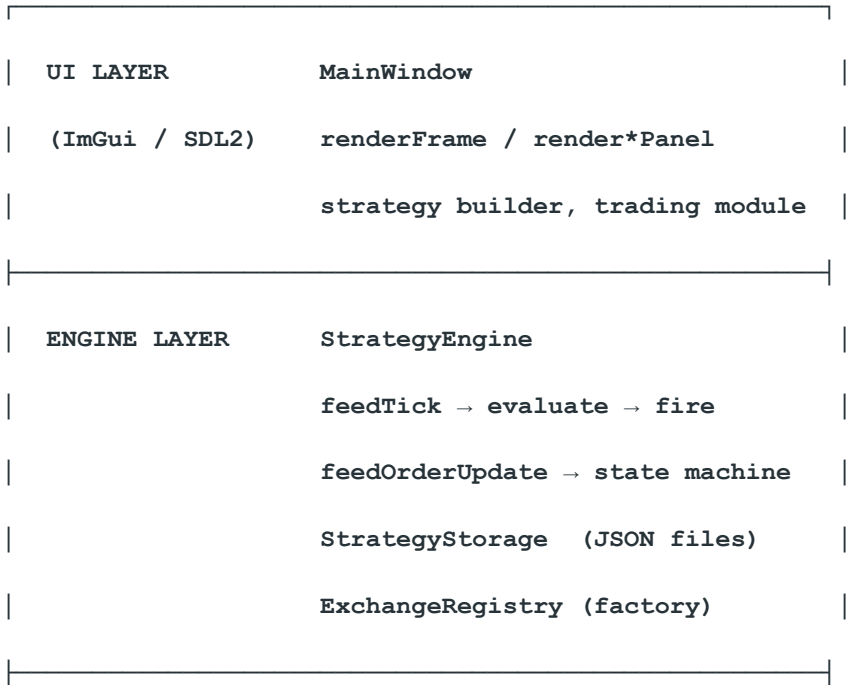 UI LAYER MainWindow
(ImGui / SDL2) renderFrame / render*Panel
strategy builder, trading module
ENGINE LAYER StrategyEngine
feedTick → evaluate → fire
feedOrderUpdate → state machine
StrategyStorage (JSON files)
ExchangeRegistry (factory)